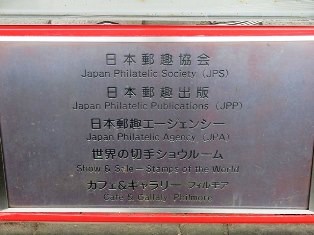 日本郵趣協会
Japan Philatelic Society (JPS)
日本郵趣出版
Japan Philatelic Publications (JPP)
日本郵趣エージェンシー
Japan Philatelic Agency (JPA)
世界の切手ショウルーム
Show & Sale – Stamps of the World
カフェ&ギャラリー フィルモア
Cafe & Gallery Philmore